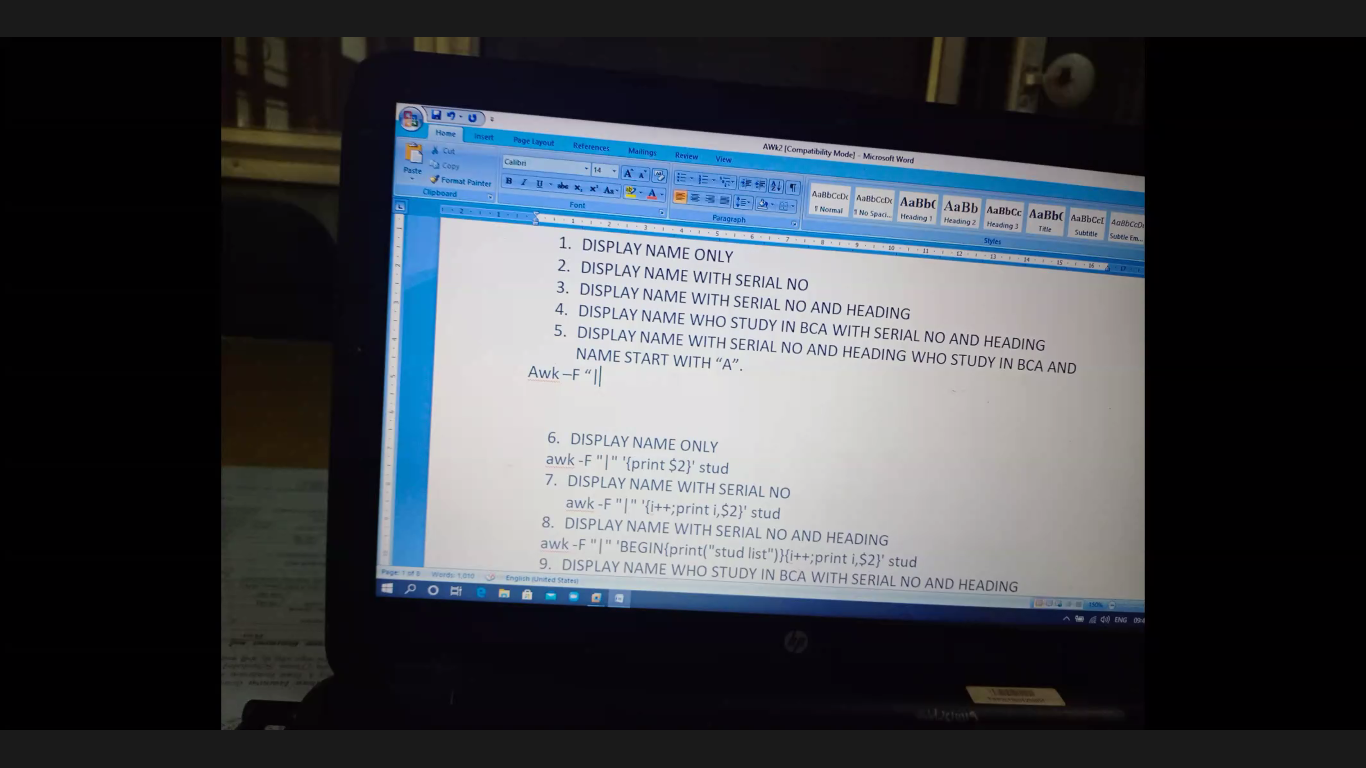 AWk2 [Compatibility Mode] - Microsoft Word
Home Insert Page Layout References Mailings Review View
Paste
Cut
Copy
Format Painter
Clipboard
Calibri 14
Font
Paragraph
AaBbCcDc AaBbCcDc AaBbC AaBb AaBbCc AaBbC AaBbCcI AaBbCcDc
¶ Normal ¶ No Spaci... Heading 1 Heading 2 Heading 3 Title Subtitle Subtle Em...
Styles
1. DISPLAY NAME ONLY
2. DISPLAY NAME WITH SERIAL NO
3. DISPLAY NAME WITH SERIAL NO AND HEADING
4. DISPLAY NAME WHO STUDY IN BCA WITH SERIAL NO AND HEADING
5. DISPLAY NAME WITH SERIAL NO AND HEADING WHO STUDY IN BCA AND
NAME START WITH “A”.
Awk –F “|
6. DISPLAY NAME ONLY
awk -F "|" '{print $2}' stud
7. DISPLAY NAME WITH SERIAL NO
awk -F "|" '{i++;print i,$2}' stud
8. DISPLAY NAME WITH SERIAL NO AND HEADING
awk -F "|" 'BEGIN{print("stud list")}{i++;print i,$2}' stud
9. DISPLAY NAME WHO STUDY IN BCA WITH SERIAL NO AND HEADING
Words: 1,010 English (United States) 110%
ENG
hp